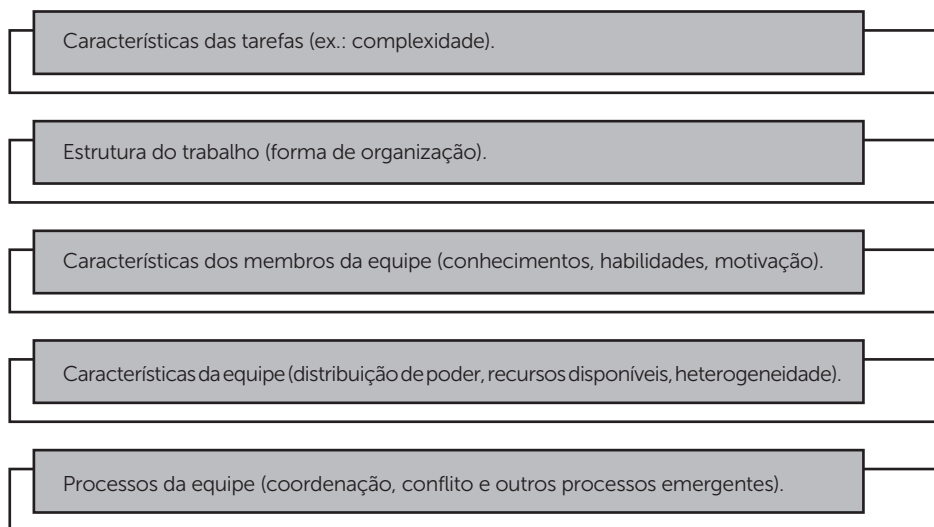 Características das tarefas (ex.: complexidade).
Estrutura do trabalho (forma de organização).
Características dos membros da equipe (conhecimentos, habilidades, motivação).
Características da equipe (distribuição de poder, recursos disponíveis, heterogeneidade).
Processos da equipe (coordenação, conflito e outros processos emergentes).